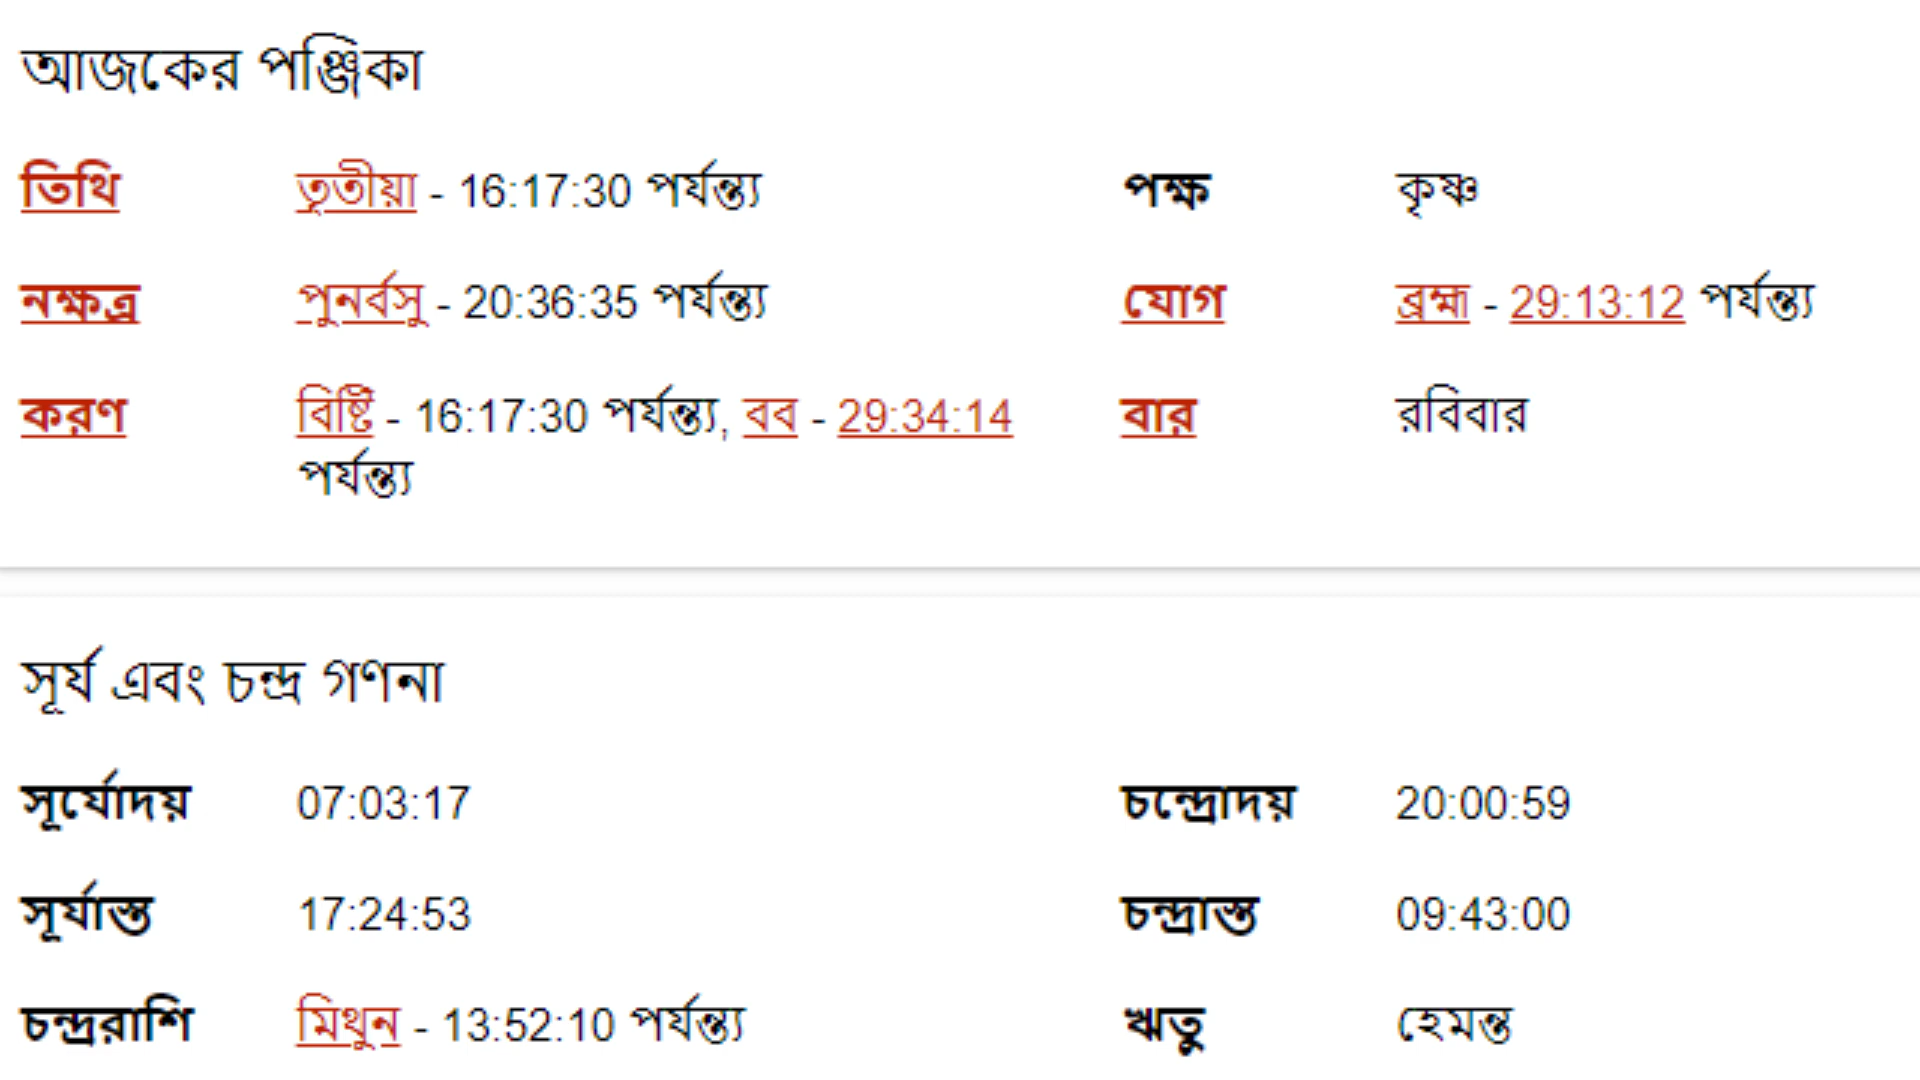 আজকের পঞ্জিকা
তিথি তৃতীয়া - 16:17:30 পর্যন্ত্য পক্ষ কৃষ্ণ
নক্ষত্র পুনর্বসু - 20:36:35 পর্যন্ত্য যোগ ব্রহ্ম - 29:13:12 পর্যন্ত্য
করণ বিষ্টি - 16:17:30 পর্যন্ত্য, বব - 29:34:14 বার রবিবার
পর্যন্ত্য
সূর্য এবং চন্দ্র গণনা
সূর্যোদয় 07:03:17 চন্দ্রোদয় 20:00:59
সূর্যাস্ত 17:24:53 চন্দ্রাস্ত 09:43:00
চন্দ্ররাশি মিথুন - 13:52:10 পর্যন্ত্য ঋতু হেমন্ত